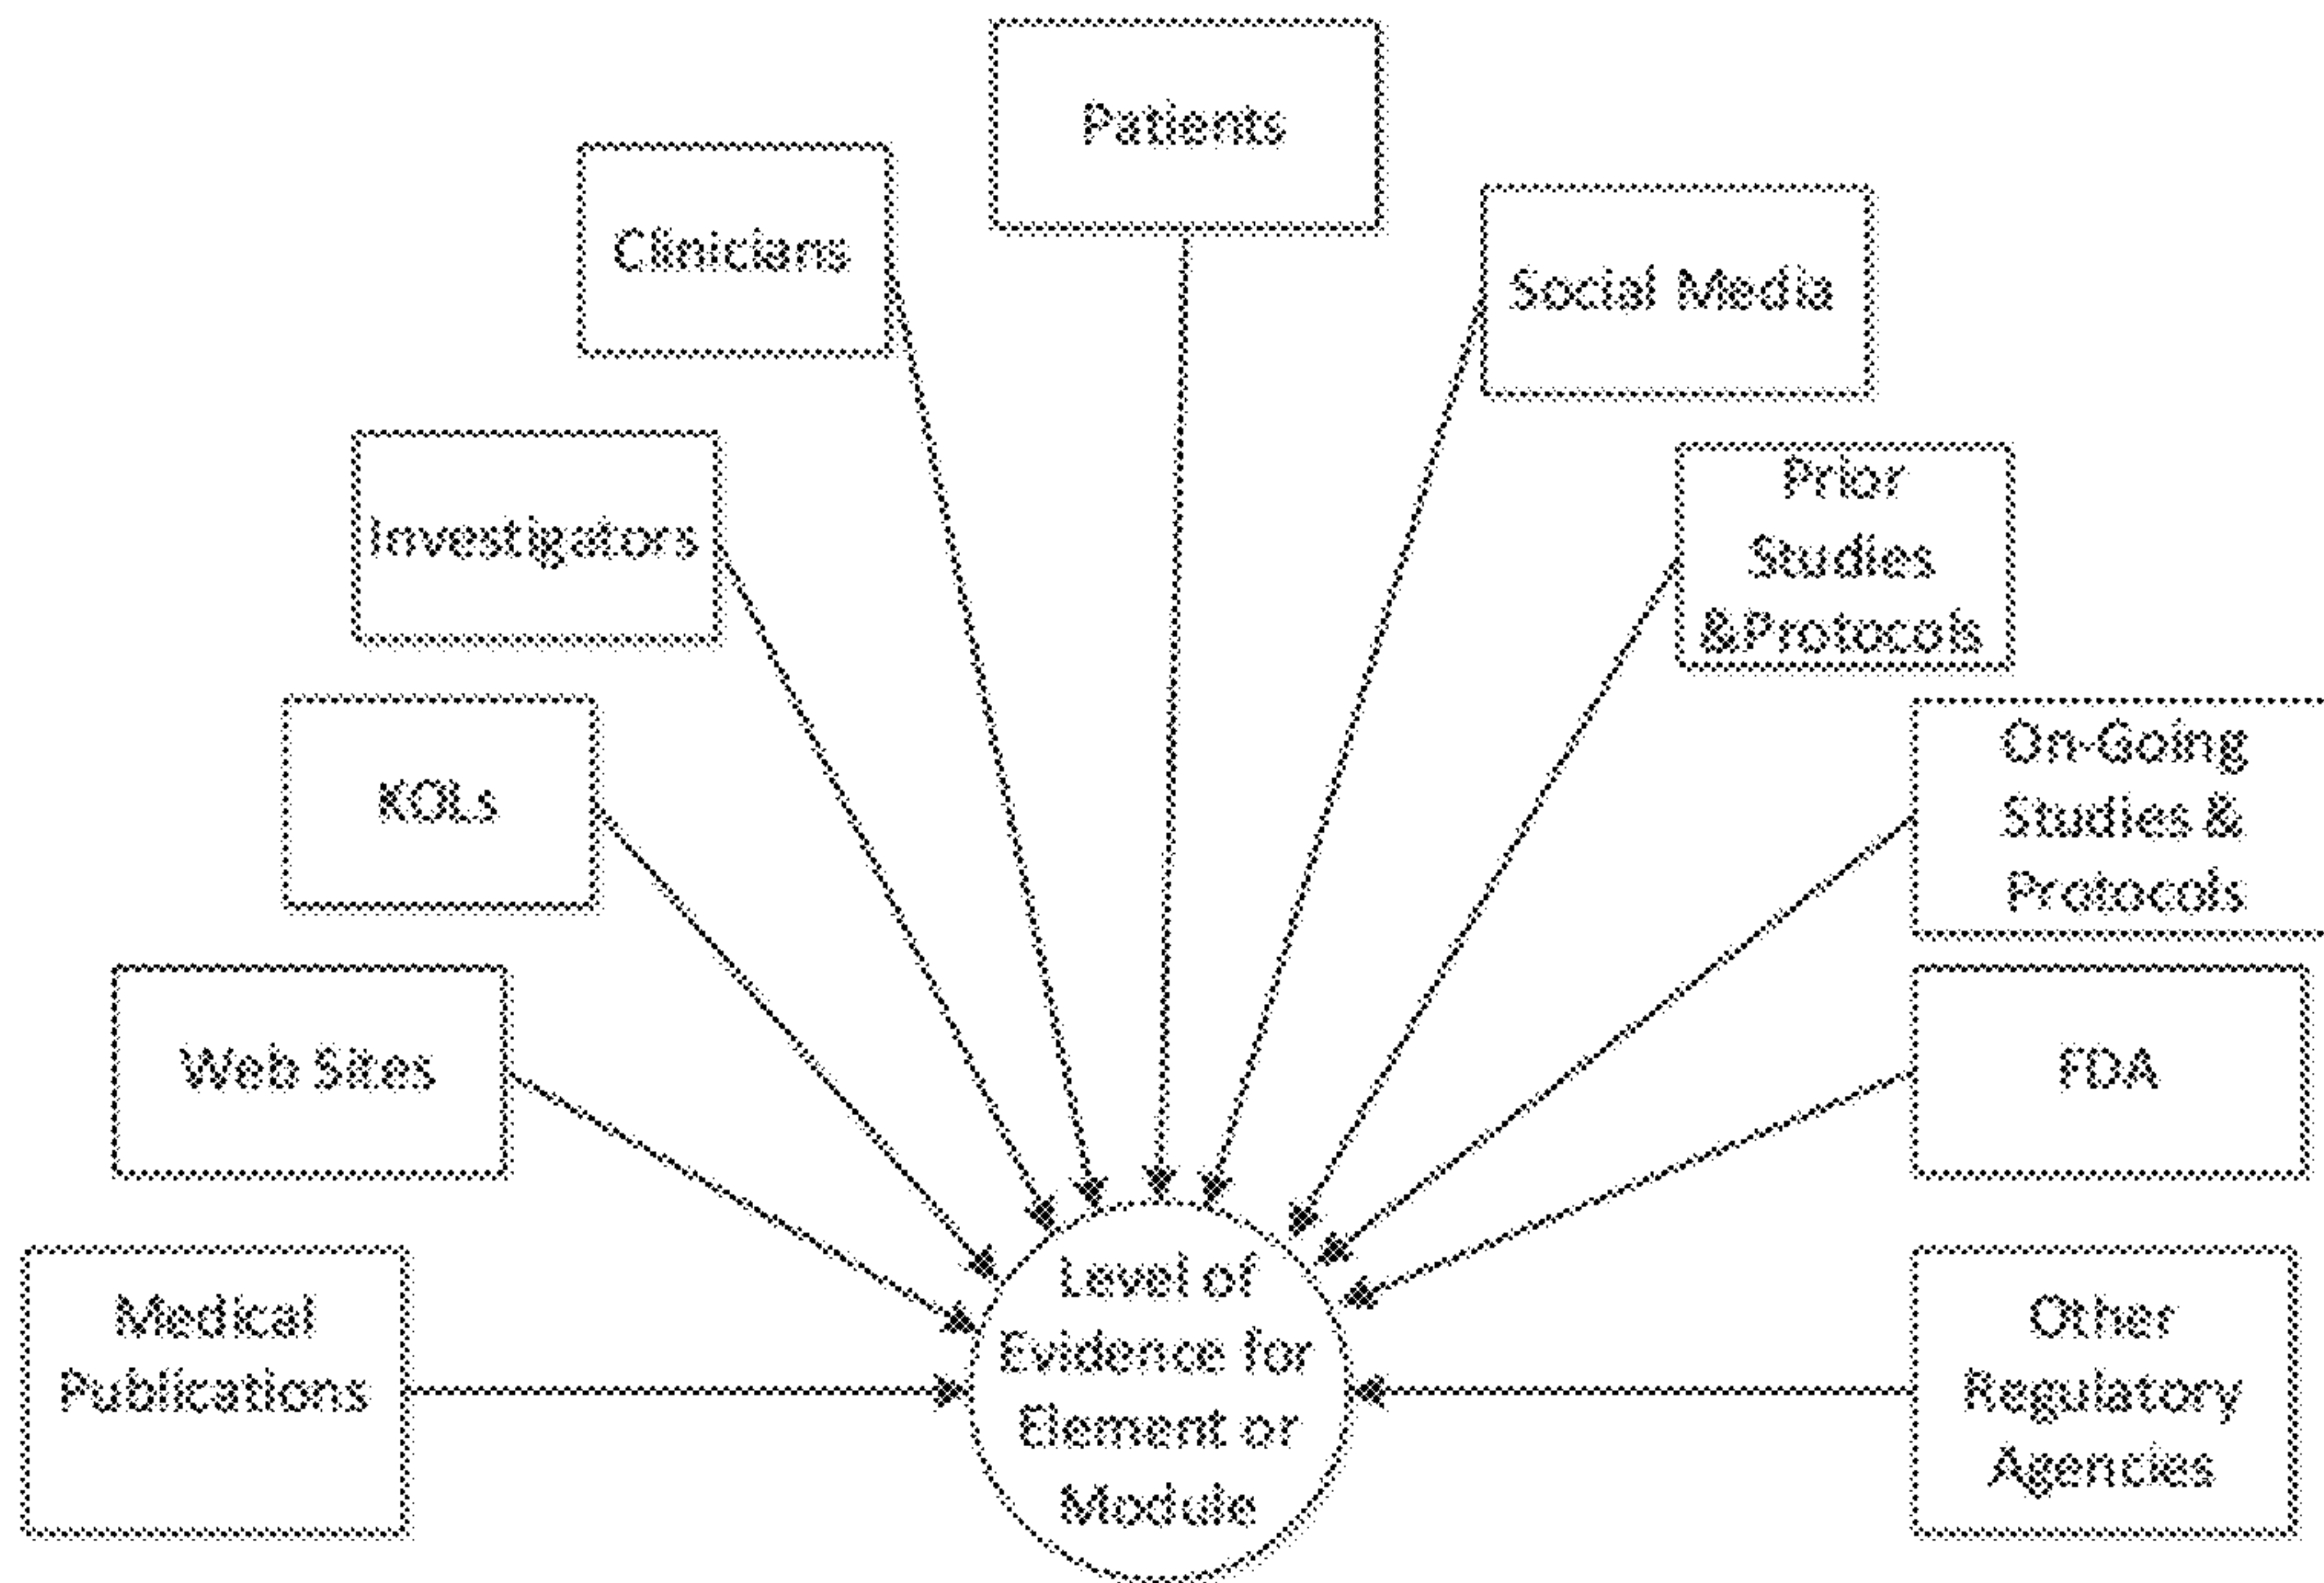 Patients
Clinicians
Social Media
Investigators
Prior
Studies
&Protocols
KOLs
On-Going
Studies &
Protocols
Web Sites
FDA
Medical
Publications
Level of
Evidence for
Element or
Module
Other
Regulatory
Agencies